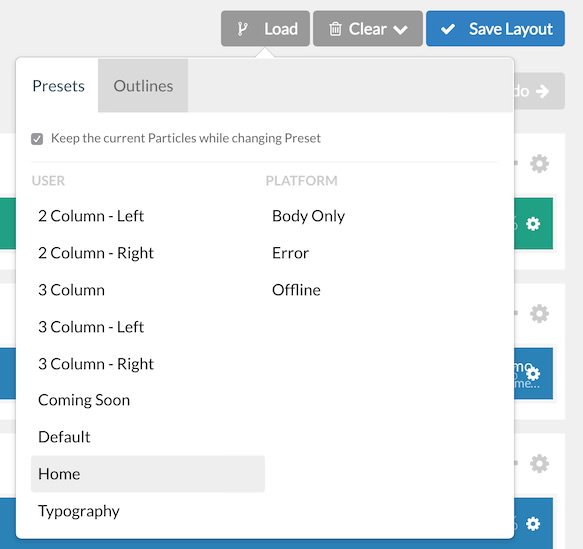 Load
Clear
Save Layout
Presets
Outlines
do
Keep the current Particles while changing Preset
USER
PLATFORM
2 Column - Left
Body Only
2 Column - Right
Error
3 Column
Offline
3 Column - Left
3 Column - Right
mo
me...
Coming Soon
Default
Home
Typography
%